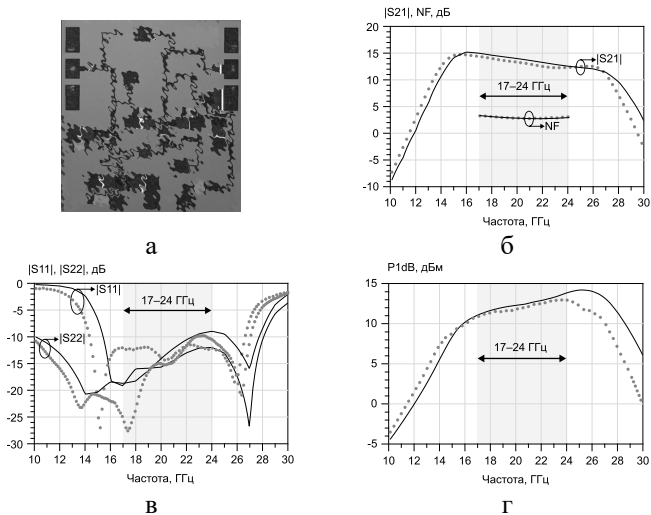 |S21|, NF, дБ
20
15
10
5
0
-5
-10
|S21|
17–24 ГГц
NF
10 12 14 16 18 20 22 24 26 28 30
Частота, ГГц
а
б
|S11|, |S22|, дБ
0
-5
-10
-15
-20
-25
-30
|S11|
17–24 ГГц
|S22|
10 12 14 16 18 20 22 24 26 28 30
Частота, ГГц
в
P1dB, дБм
15
10
5
0
-5
17–24 ГГц
10 12 14 16 18 20 22 24 26 28 30
Частота, ГГц
г